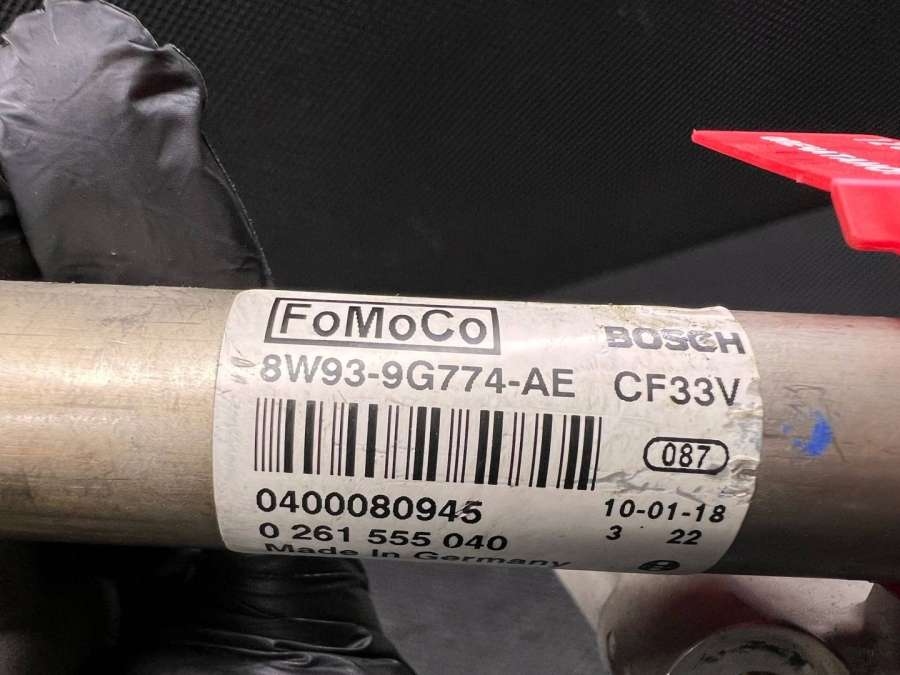 FoMoCo
BOSCH
8W93-9G774-AE
CF33V
087
0400080945
10-01-18
0 261 555 040
3 22
Made In Germany